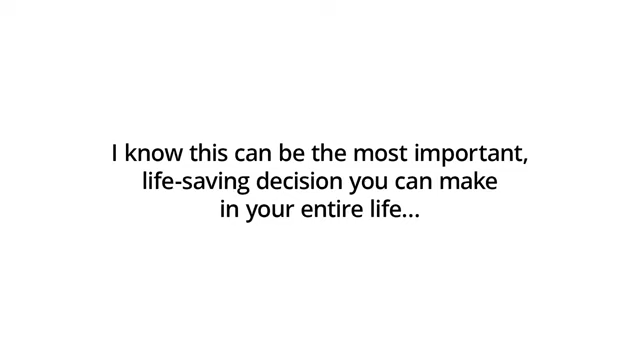 I know this can be the most important,
life-saving decision you can make
in your entire life...